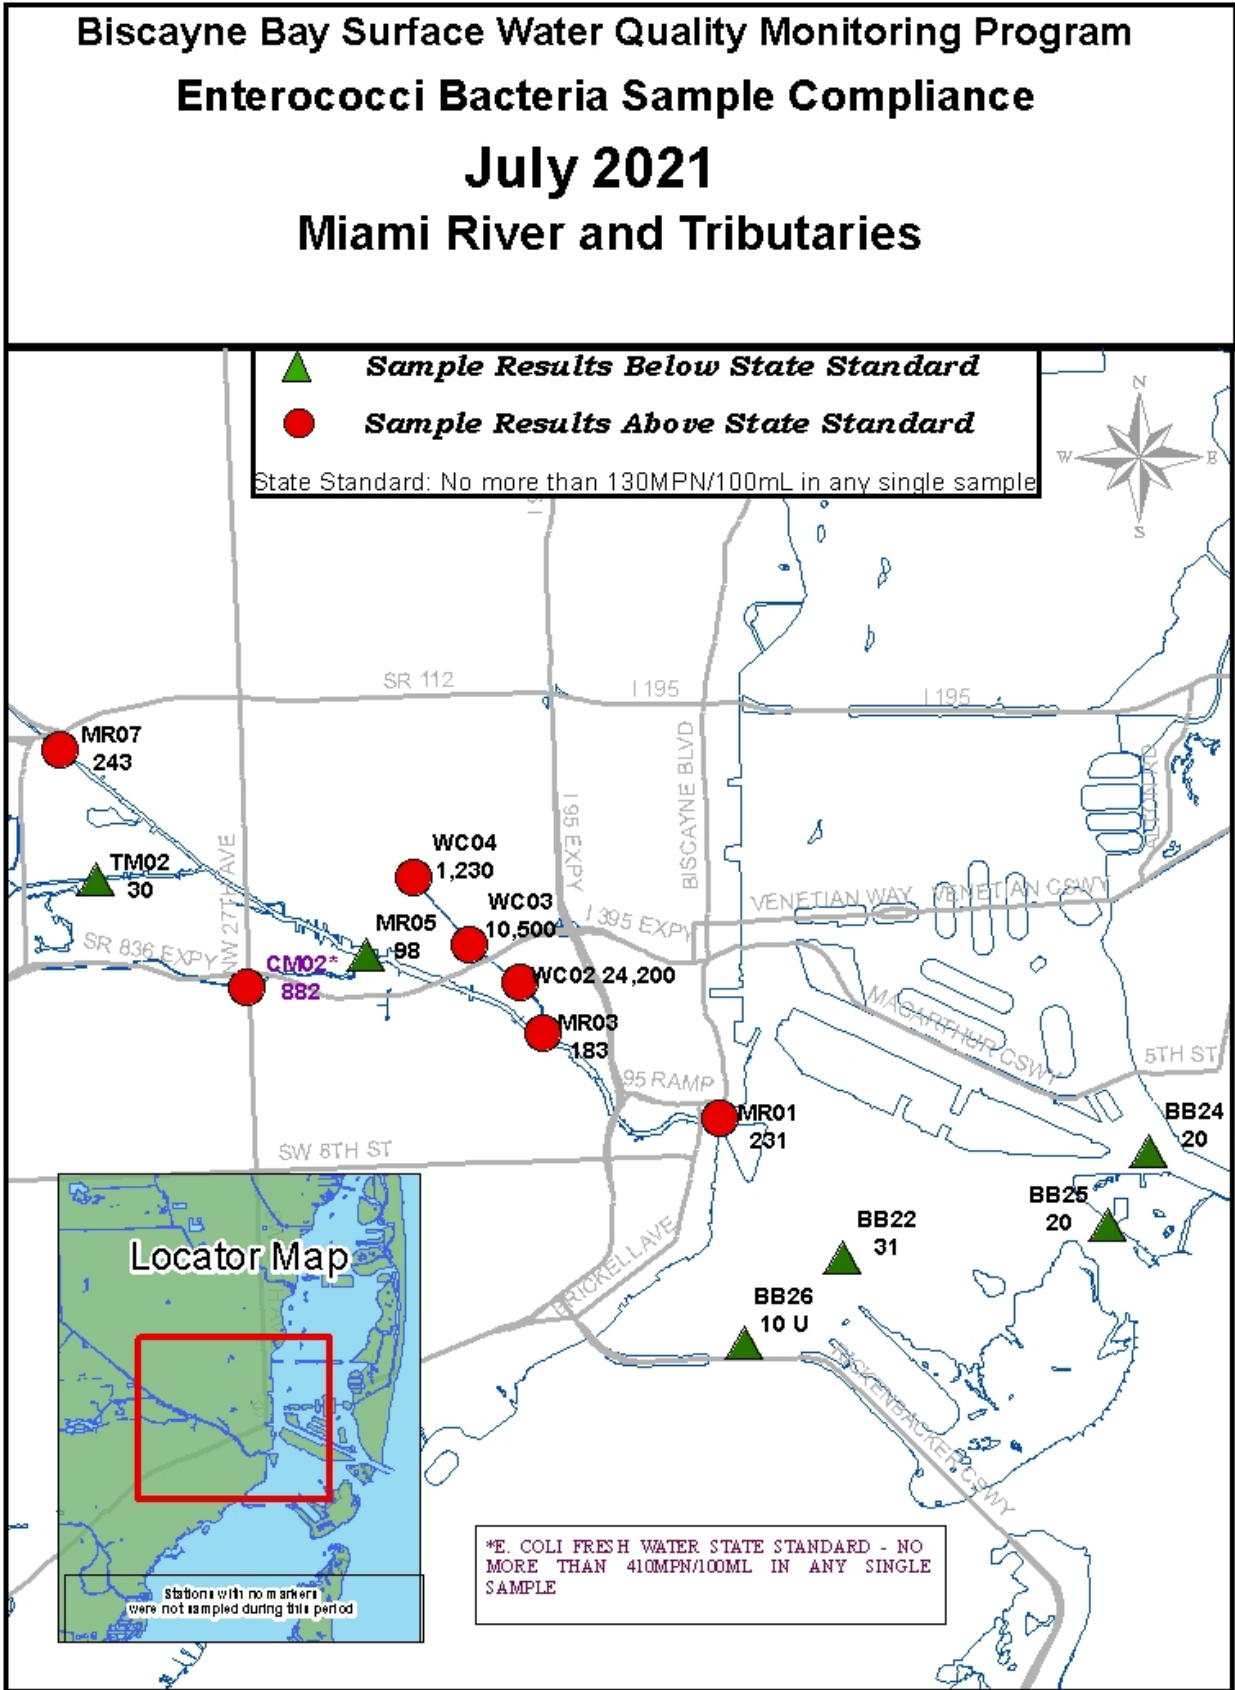 Biscayne Bay Surface Water Quality Monitoring Program
Enterococci Bacteria Sample Compliance
July 2021
Miami River and Tributaries
Sample Results Below State Standard
Sample Results Above State Standard
State Standard: No more than 130MPN/100mL in any single sample
N
W
E
S
SR 112
I 195
I 195
MR07
243
BISCAYNE BLVD
ALTON RD
I 95 EXPY
NW 27TH AVE
WC04
1,230
TM02
30
WC03
10,500
VENETIAN WAY
VENETIAN CSWY
MR05
98
I 395 EXPY
SR 836 EXPY
CM02*
882
WC02 24,200
MACARTHUR CSWY
MR03
183
5TH ST
95 RAMP
MR01
231
BB24
20
SW 8TH ST
BB25
20
BB22
31
BRICKELL AVE
Locator Map
BB26
10 U
RICKENBACKER CSWY
*E. COLI FRESH WATER STATE STANDARD - NO
MORE THAN 410MPN/100ML IN ANY SINGLE
SAMPLE
Stations with no markers
were not sampled during this period